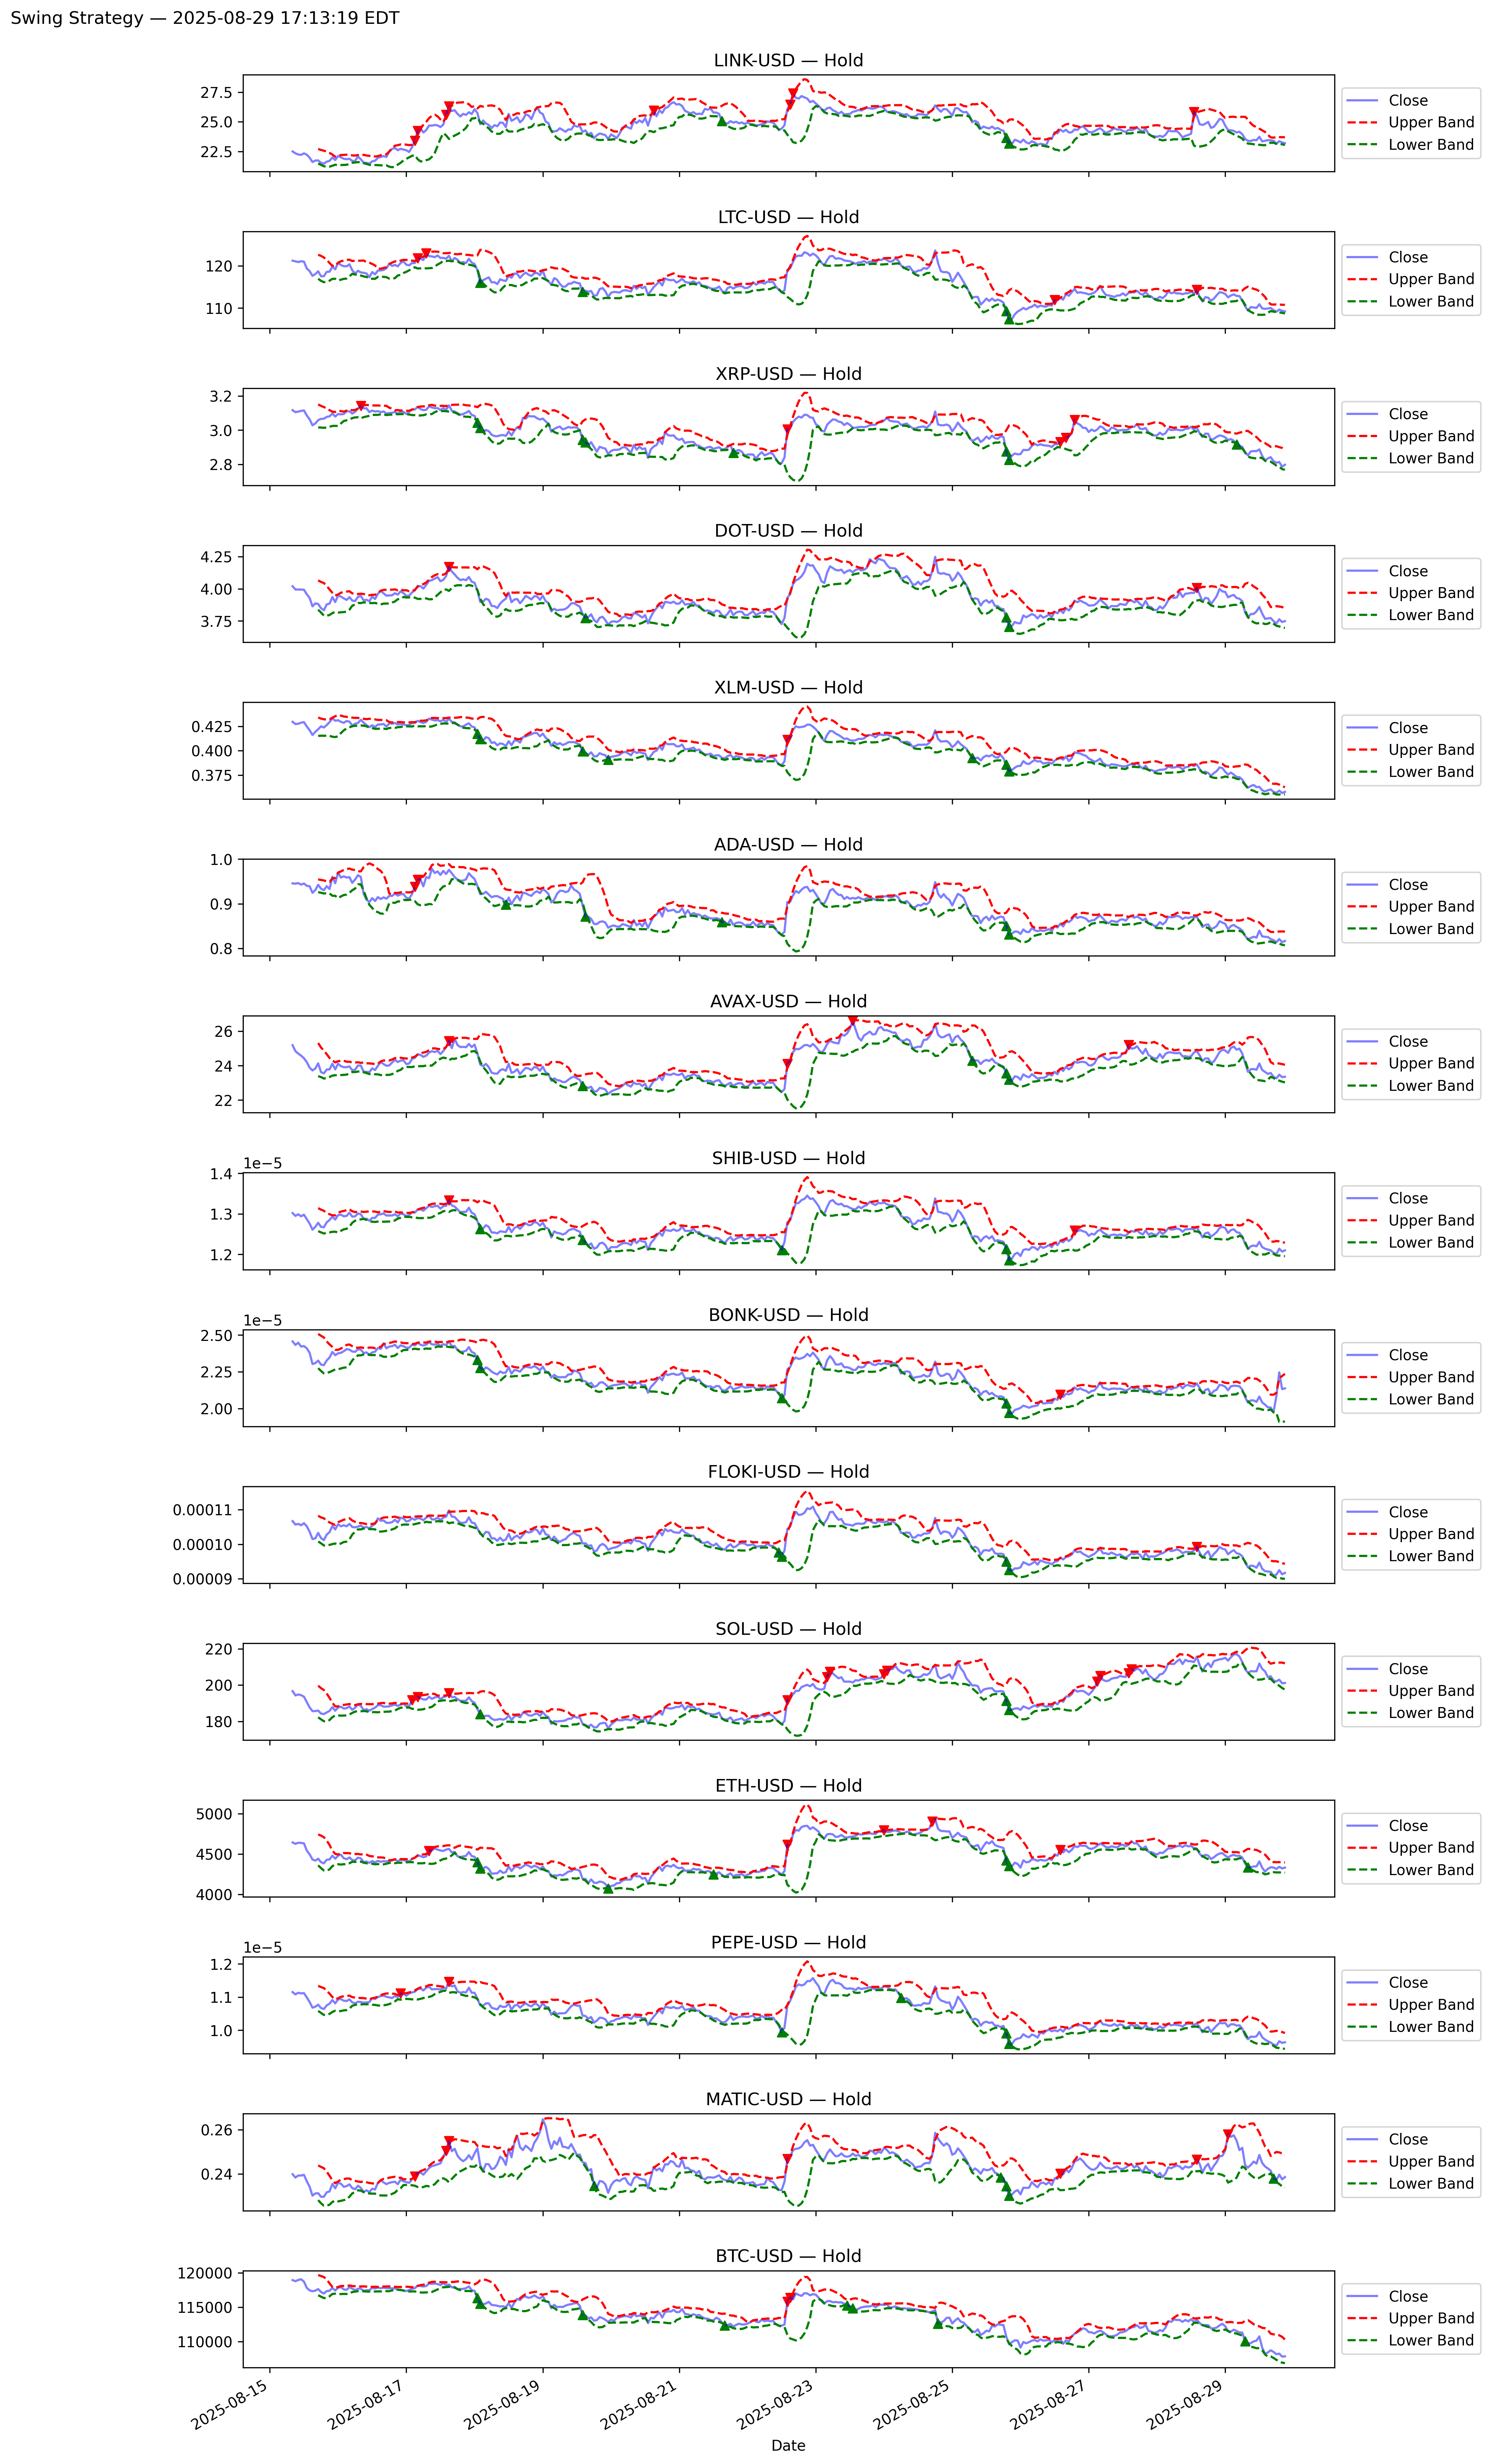 Swing Strategy — 2025-08-29 17:13:19 EDT
LINK-USD — Hold
27.5
25.0
22.5
Close
Upper Band
Lower Band
LTC-USD — Hold
120
110
Close
Upper Band
Lower Band
XRP-USD — Hold
3.2
3.0
2.8
Close
Upper Band
Lower Band
DOT-USD — Hold
4.25
4.00
3.75
Close
Upper Band
Lower Band
XLM-USD — Hold
0.425
0.400
0.375
Close
Upper Band
Lower Band
ADA-USD — Hold
1.0
0.9
0.8
Close
Upper Band
Lower Band
AVAX-USD — Hold
26
24
22
Close
Upper Band
Lower Band
SHIB-USD — Hold
1e−5
1.4
1.3
1.2
Close
Upper Band
Lower Band
BONK-USD — Hold
1e−5
2.50
2.25
2.00
Close
Upper Band
Lower Band
FLOKI-USD — Hold
0.00011
0.00010
0.00009
Close
Upper Band
Lower Band
SOL-USD — Hold
220
200
180
Close
Upper Band
Lower Band
ETH-USD — Hold
5000
4500
4000
Close
Upper Band
Lower Band
PEPE-USD — Hold
1e−5
1.2
1.1
1.0
Close
Upper Band
Lower Band
MATIC-USD — Hold
0.26
0.24
Close
Upper Band
Lower Band
BTC-USD — Hold
120000
115000
110000
Close
Upper Band
Lower Band
2025-08-15
2025-08-17
2025-08-19
2025-08-21
2025-08-23
2025-08-25
2025-08-27
2025-08-29
Date